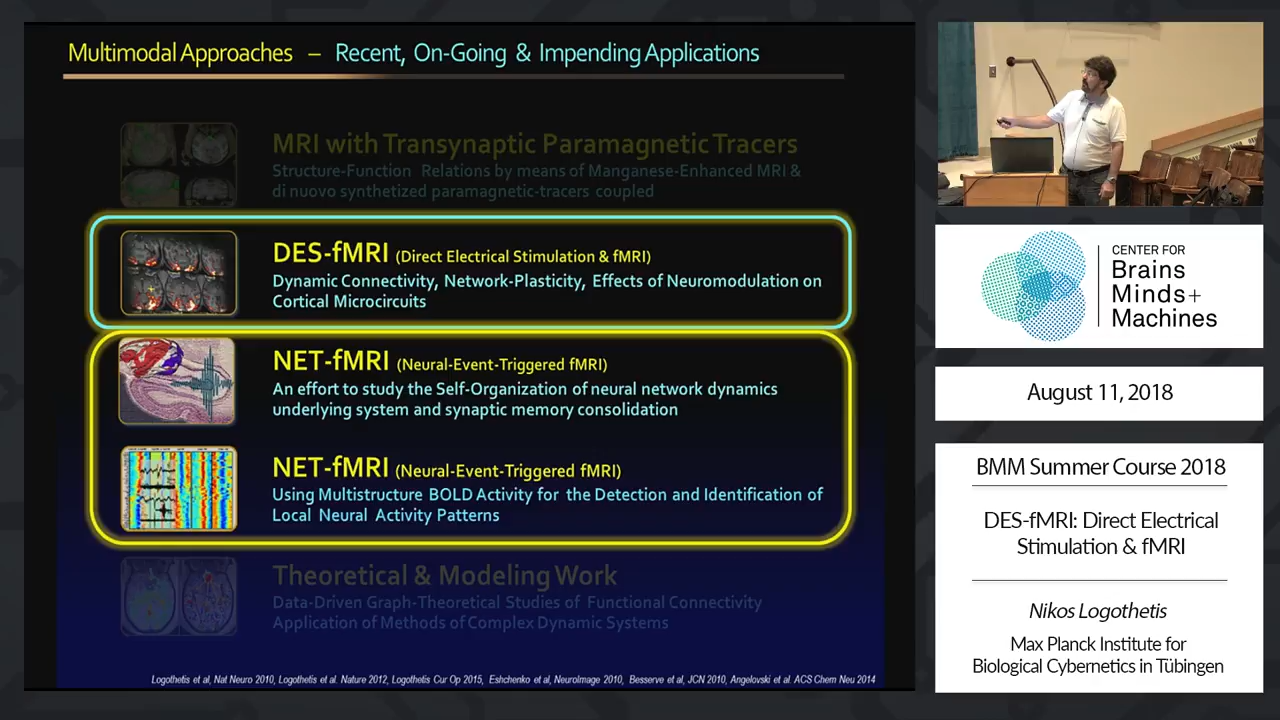 Multimodal Approaches – Recent, On-Going & Impending Applications
MRI with Transynaptic Paramagnetic Tracers
Structure-Function Relations by means of Manganese-Enhanced MRI &
di nuovo synthetized paramagnetic-tracers coupled
DES-fMRI (Direct Electrical Stimulation & fMRI)
Dynamic Connectivity, Network-Plasticity, Effects of Neuromodulation on
Cortical Microcircuits
NET-fMRI (Neural-Event-Triggered fMRI)
An effort to study the Self-Organization of neural network dynamics
underlying system and synaptic memory consolidation
NET-fMRI (Neural-Event-Triggered fMRI)
Using Multistructure BOLD Activity for the Detection and Identification of
Local Neural Activity Patterns
Theoretical & Modeling Work
Data-Driven Graph-Theoretical Studies of Functional Connectivity
Application of Methods of Complex Dynamic Systems
Logothetis et al, Nat Neuro 2010, Logothetis et al. Nature 2012, Logothetis Cur Op 2015, Eshchenko et al, NeuroImage 2010, Besserve et al, JCN 2010, Angelovski et al. ACS Chem Neu 2014
CENTER FOR
Brains
Minds+
Machines
August 11, 2018
BMM Summer Course 2018
DES-fMRI: Direct Electrical
Stimulation & fMRI
Nikos Logothetis
Max Planck Institute for
Biological Cybernetics in Tübingen